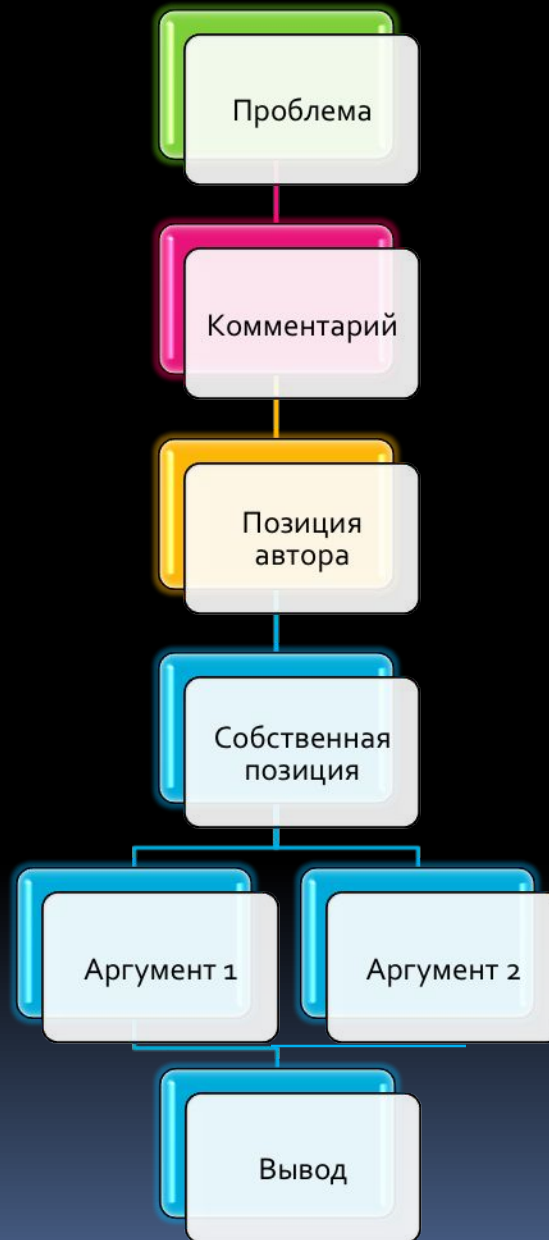 Проблема
Комментарий
Позиция
автора
Собственная
позиция
Аргумент 1
Аргумент 2
Вывод